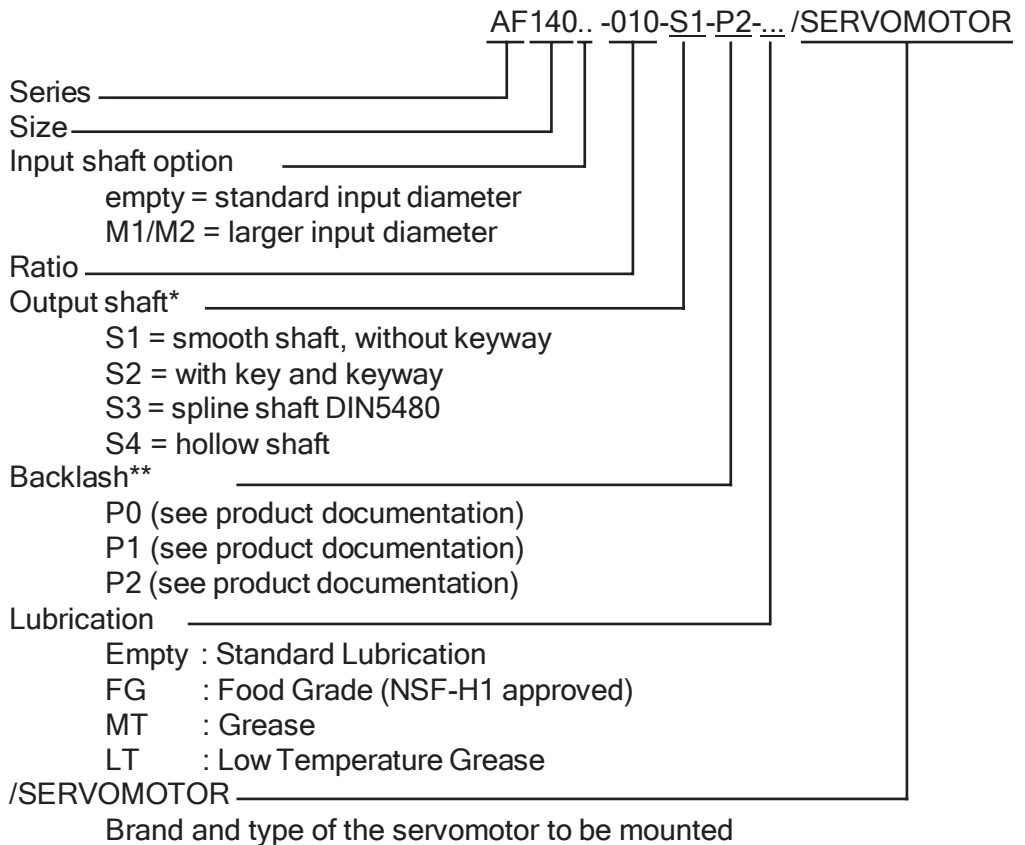 AF140.. -010-S1-P2-... /SERVOMOTOR
Series
Size
Input shaft option
empty = standard input diameter
M1/M2 = larger input diameter
Ratio
Output shaft*
S1 = smooth shaft, without keyway
S2 = with key and keyway
S3 = spline shaft DIN5480
S4 = hollow shaft
Backlash**
P0 (see product documentation)
P1 (see product documentation)
P2 (see product documentation)
Lubrication
Empty : Standard Lubrication
FG : Food Grade (NSF-H1 approved)
MT : Grease
LT : Low Temperature Grease
/SERVOMOTOR
Brand and type of the servomotor to be mounted